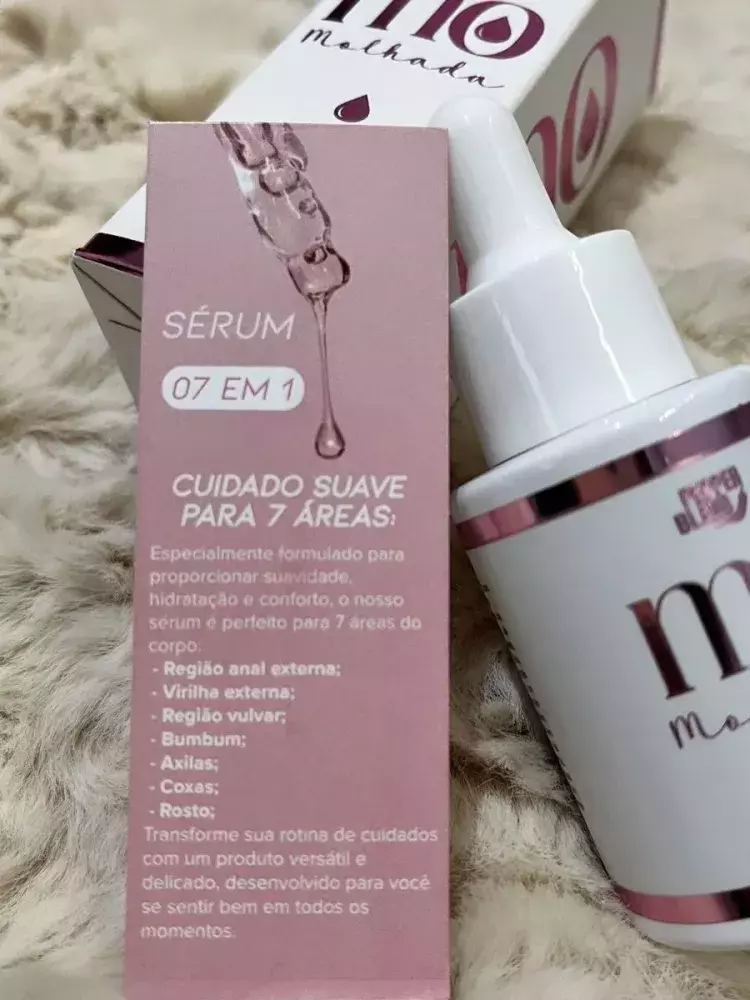 mo
Molhada
SÉRUM
07 EM 1
CUIDADO SUAVE
PARA 7 ÁREAS:
Especialmente formulado para
proporcionar suavidade,
hidratação e conforto, o nosso
sérum é perfeito para 7 áreas do
corpo:
- Região anal externa;
- Virilha externa;
- Região vulvar;
- Bumbum;
- Axilas;
- Coxas;
- Rosto;
Transforme sua rotina de cuidados
com um produto versátil e
delicado, desenvolvido para você
se sentir bem em todos os
momentos.
PEPPER
BLEND
m
Mo